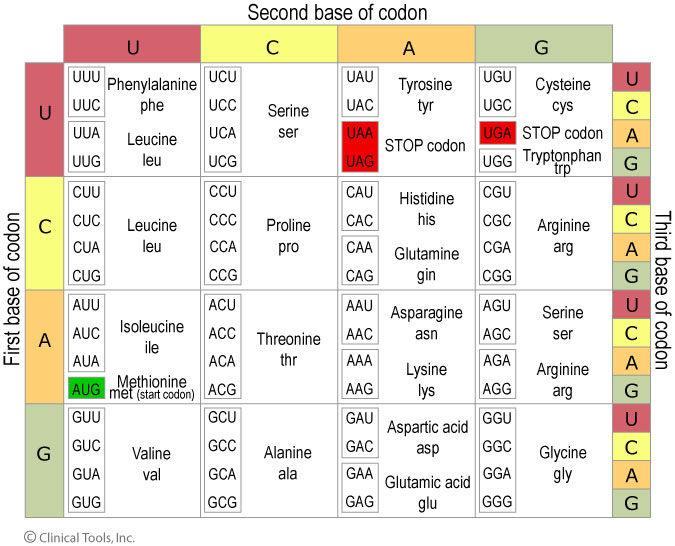 Second base of codon
U C A G
First base of codon
Third base of codon
U
UUU Phenylalanine UCU UAU Tyrosine UGU Cysteine U
UUC phe UCC Serine UAC tyr UGC cys C
UUA Leucine UCA ser UAA STOP codon UGA STOP codon A
UUG leu UCG UAG UGG Tryptonphan G
trp
C
CUU CCU CAU Histidine CGU U
CUC Leucine CCC Proline CAC his CGC Arginine C
CUA leu CCA pro CAA Glutamine CGA arg A
CUG CCG CAG gin CGG G
A
AUU ACU AAU Asparagine AGU Serine U
AUC Isoleucine ACC Threonine AAC asn AGC ser C
AUA ile ACA thr AAA Lysine AGA Arginine A
AUG Methionine ACG AAG lys AGG arg G
met (start codon)
G
GUU GCU GAU Aspartic acid GGU U
GUC Valine GCC Alanine GAC asp GGC Glycine C
GUA val GCA ala GAA Glutamic acid GGA gly A
GUG GCG GAG glu GGG G
© Clinical Tools, Inc.